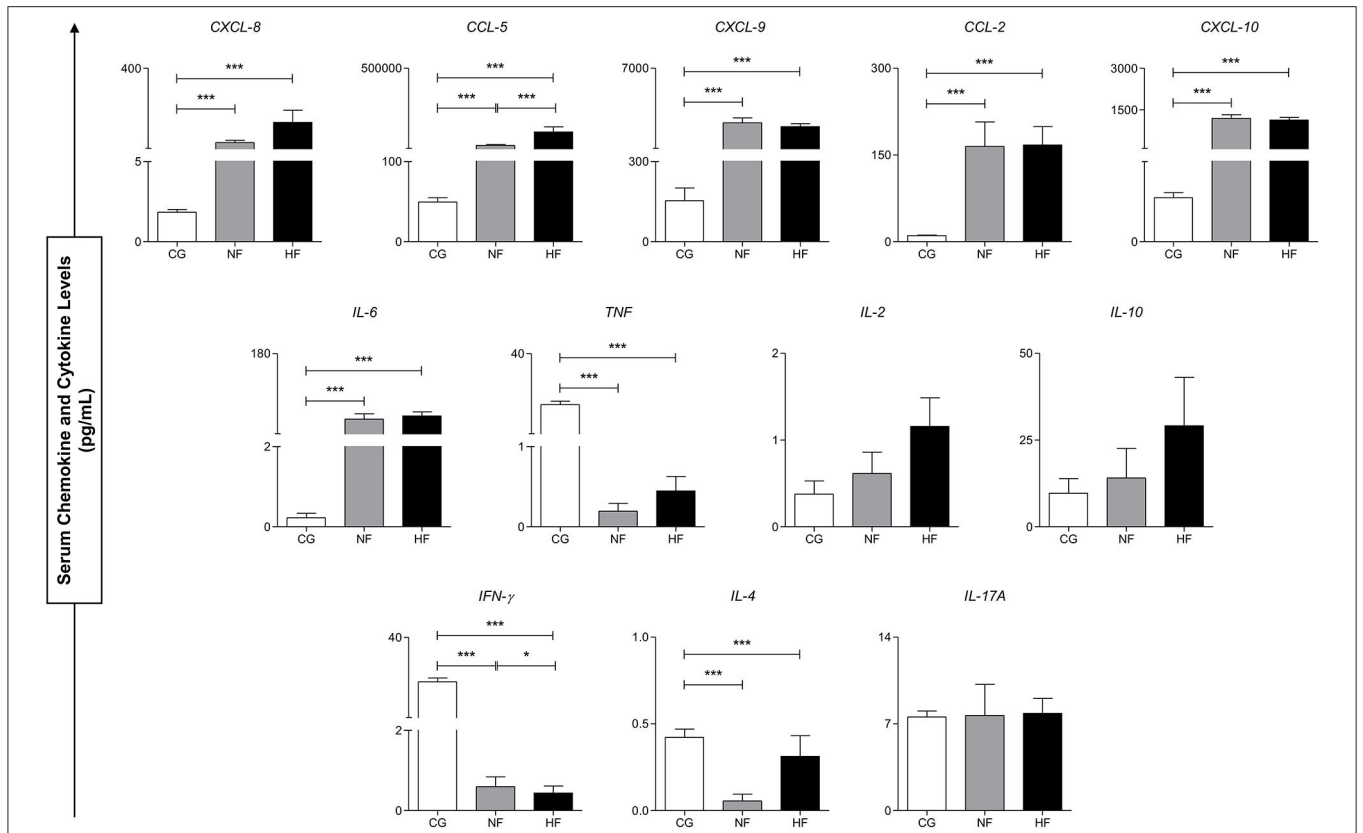 Serum Chemokine and Cytokine Levels
(pg/mL)
CXCL-8
400
5
0
***
***
CG NF HF
CCL-5
500000
100
0
***
*** ***
CG NF HF
CXCL-9
7000
300
0
***
***
CG NF HF
CCL-2
300
150
0
***
***
CG NF HF
CXCL-10
3000
1500
2
0
***
***
CG NF HF
IL-6
180
2
0
***
***
CG NF HF
TNF
40
1
0
***
***
CG NF HF
IL-2
2
1
0
CG NF HF
IL-10
50
25
0
CG NF HF
IFN-γ
40
2
0
***
*** *
CG NF HF
IL-4
1.0
0.5
0.0
***
***
CG NF HF
IL-17A
14
7
0
CG NF HF